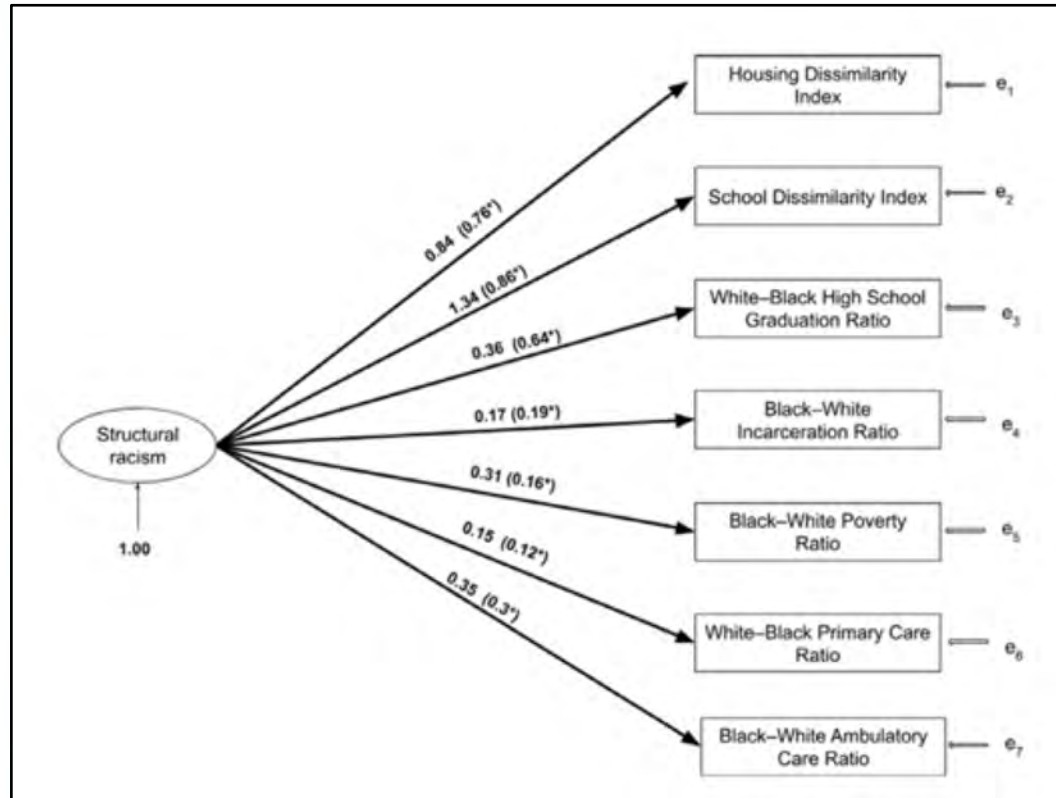 Housing Dissimilarity
Index
e₁
School Dissimilarity Index
e₂
0.84 (0.76*)
1.34 (0.86*)
White–Black High School
Graduation Ratio
e₃
0.36 (0.64*)
Structural
racism
0.17 (0.19*)
Black–White
Incarceration Ratio
e₄
0.31 (0.16*)
Black–White Poverty
Ratio
e₅
1.00
0.15 (0.12*)
0.35 (0.3*)
White–Black Primary Care
Ratio
e₆
Black–White Ambulatory
Care Ratio
e₇